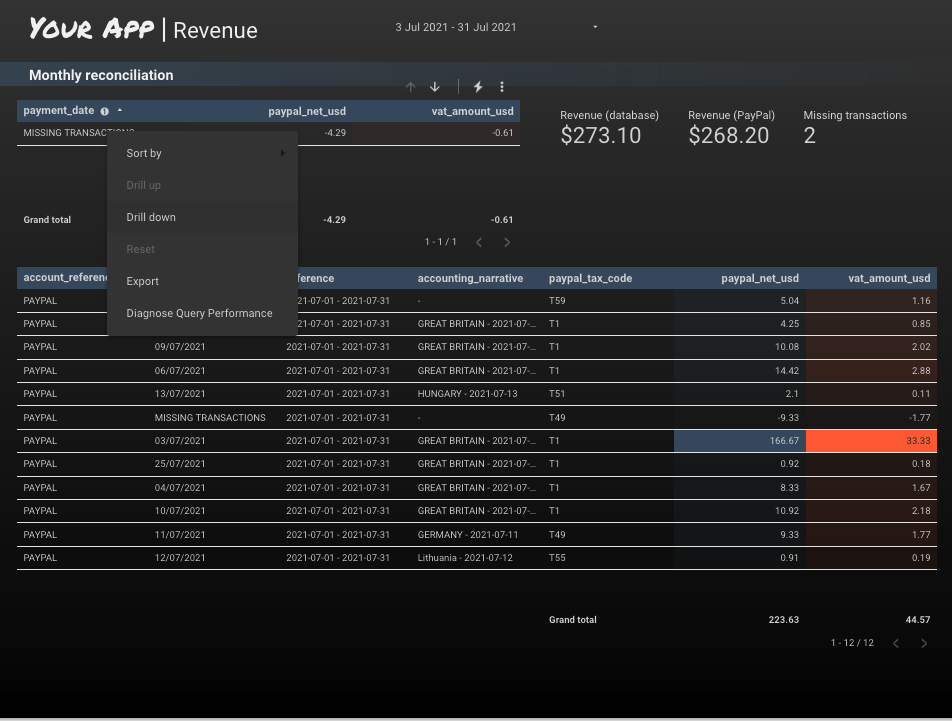 Your App | Revenue
3 Jul 2021 - 31 Jul 2021
Monthly reconciliation
payment_date paypal_net_usd vat_amount_usd
MISSING TRANSACTIONS -4.29 -0.61
Grand total -4.29 -0.61
1 - 1 / 1
Revenue (database) Revenue (PayPal) Missing transactions
$273.10 $268.20 2
Sort by
Drill up
Drill down
Reset
Export
Diagnose Query Performance
account_referen ference accounting_narrative paypal_tax_code paypal_net_usd vat_amount_usd
PAYPAL 21-07-01 - 2021-07-31 - T59 5.04 1.16
PAYPAL 21-07-01 - 2021-07-31 GREAT BRITAIN - 2021-07-... T1 4.25 0.85
PAYPAL 09/07/2021 2021-07-01 - 2021-07-31 GREAT BRITAIN - 2021-07-... T1 10.08 2.02
PAYPAL 06/07/2021 2021-07-01 - 2021-07-31 GREAT BRITAIN - 2021-07-... T1 14.42 2.88
PAYPAL 13/07/2021 2021-07-01 - 2021-07-31 HUNGARY - 2021-07-13 T51 2.1 0.11
PAYPAL MISSING TRANSACTIONS 2021-07-01 - 2021-07-31 - T49 -9.33 -1.77
PAYPAL 03/07/2021 2021-07-01 - 2021-07-31 GREAT BRITAIN - 2021-07-... T1 166.67 33.33
PAYPAL 25/07/2021 2021-07-01 - 2021-07-31 GREAT BRITAIN - 2021-07-... T1 0.92 0.18
PAYPAL 04/07/2021 2021-07-01 - 2021-07-31 GREAT BRITAIN - 2021-07-... T1 8.33 1.67
PAYPAL 10/07/2021 2021-07-01 - 2021-07-31 GREAT BRITAIN - 2021-07-... T1 10.92 2.18
PAYPAL 11/07/2021 2021-07-01 - 2021-07-31 GERMANY - 2021-07-11 T49 9.33 1.77
PAYPAL 12/07/2021 2021-07-01 - 2021-07-31 Lithuania - 2021-07-12 T55 0.91 0.19
Grand total 223.63 44.57
1 - 12 / 12